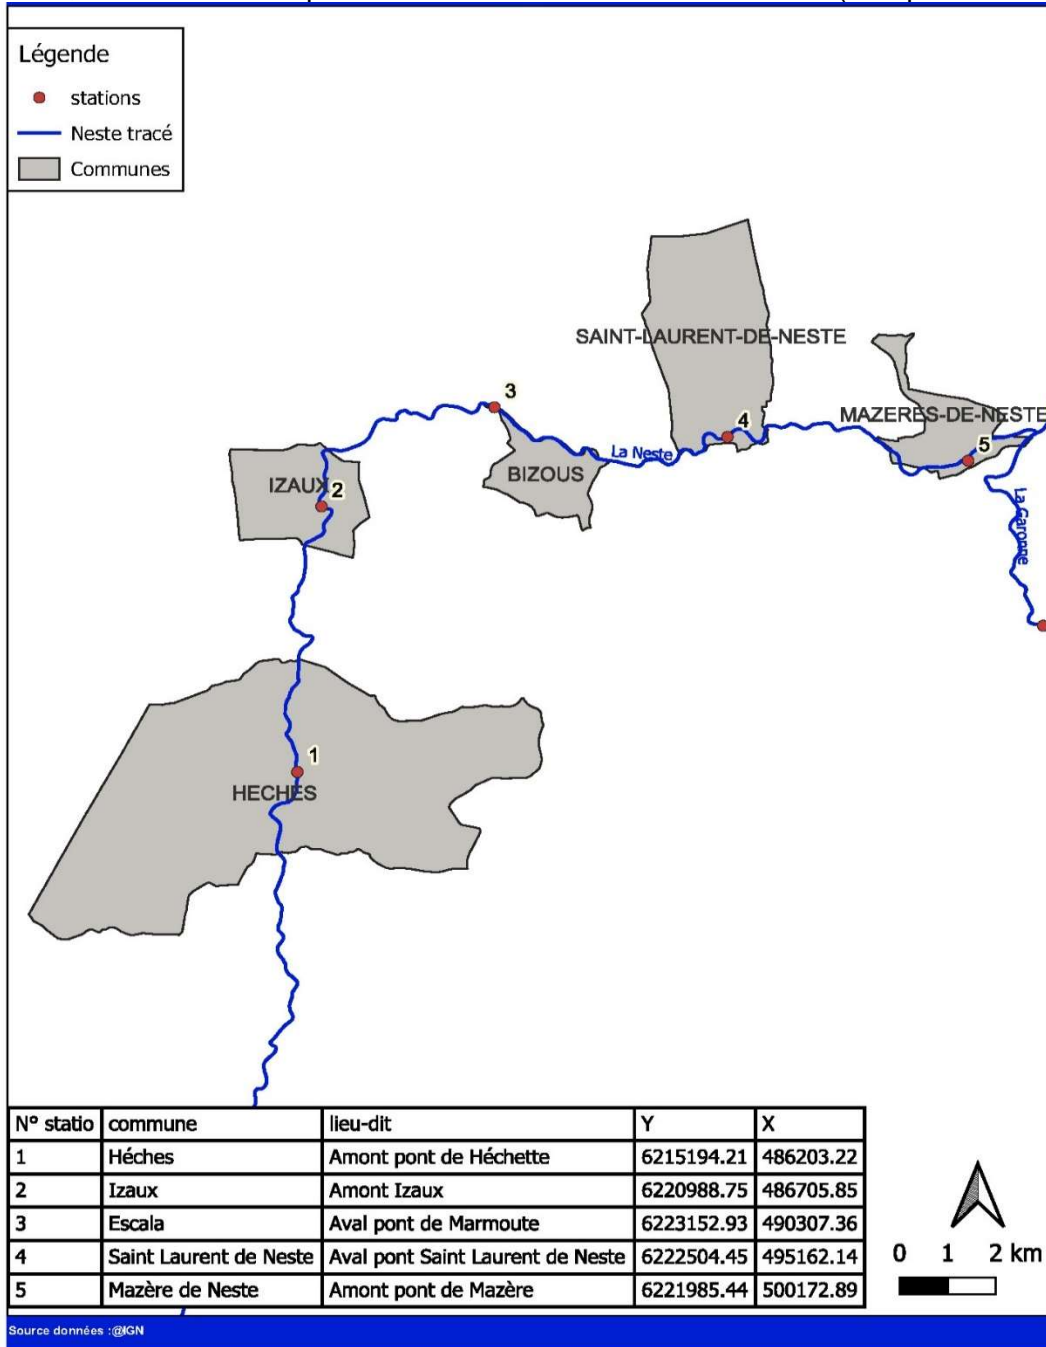 Légende
stations
Neste tracé
Communes
SAINT-LAURENT-DE-NESTE
3
MAZERES-DE-NESTE
4
5
La Neste
BIZOUS
IZAUX
2
La Garonne
1
HECHES
N° statio commune lieu-dit Y X
1 Héches Amont pont de Héchette 6215194.21 486203.22
2 Izaux Amont Izaux 6220988.75 486705.85
3 Escala Aval pont de Marmoute 6223152.93 490307.36
4 Saint Laurent de Neste Aval pont Saint Laurent de Neste 6222504.45 495162.14
5 Mazère de Neste Amont pont de Mazère 6221985.44 500172.89
0 1 2 km
Source données :@IGN